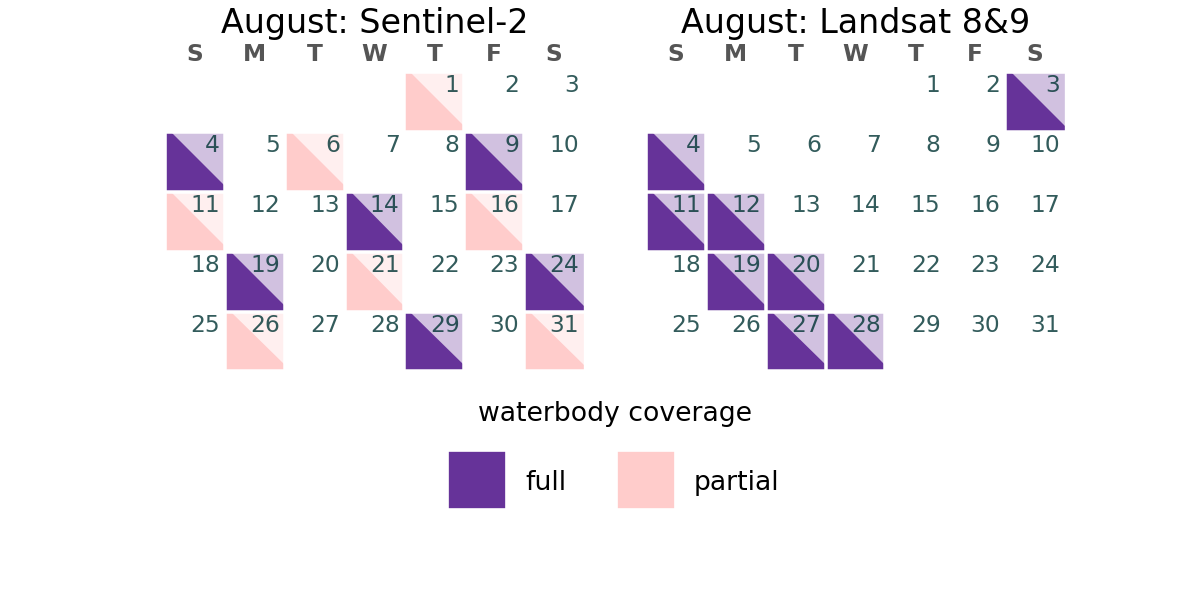 August: Sentinel-2
S M T W T F S
1 2 3
4 5 6 7 8 9 10
11 12 13 14 15 16 17
18 19 20 21 22 23 24
25 26 27 28 29 30 31
August: Landsat 8&9
S M T W T F S
1 2 3
4 5 6 7 8 9 10
11 12 13 14 15 16 17
18 19 20 21 22 23 24
25 26 27 28 29 30 31
waterbody coverage
full
partial